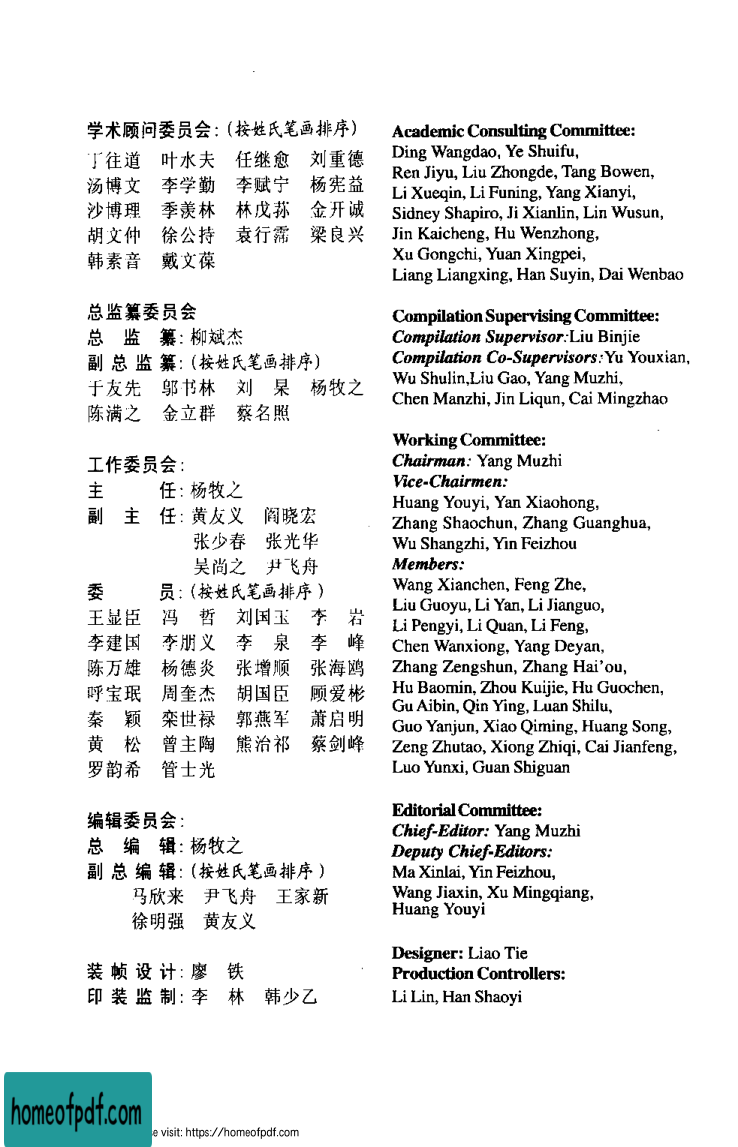 学术顾问委员会:(按姓氏笔画排序)
丁往道 叶水夫 任继愈 刘重德
汤博文 李学勤 李赋宁 杨宪益
沙博理 季羡林 林戊荪 金开诚
胡文仲 徐公持 袁行霈 梁良兴
韩素音 戴文葆
总监纂委员会
总 监 纂:柳斌杰
副总监纂:(按姓氏笔画排序)
于友先 邬书林 刘 杲 杨牧之
陈满之 金立群 蔡名照
工作委员会:
主 任:杨牧之
副 主 任:黄友义 阎晓宏
张少春 张光华
吴尚之 尹飞舟
委 员:(按姓氏笔画排序)
王显臣 冯 哲 刘国玉 李 岩
李建国 李朋义 李 泉 李 峰
陈万雄 杨德炎 张增顺 张海鸥
呼宝珉 周奎杰 胡国臣 顾爱彬
秦 颖 栾世禄 郭燕军 萧启明
黄 松 曾主陶 熊治祁 蔡剑峰
罗韵希 管士光
编辑委员会:
总 编 辑:杨牧之
副总编辑:(按姓氏笔画排序)
马欣来 尹飞舟 王家新
徐明强 黄友义
装帧设计:廖 铁
印装监制:李 林 韩少乙
Academic Consulting Committee:
Ding Wangdao, Ye Shuifu,
Ren Jiyu, Liu Zhongde, Tang Bowen,
Li Xueqin, Li Funing, Yang Xianyi,
Sidney Shapiro, Ji Xianlin, Lin Wusun,
Jin Kaicheng, Hu Wenzhong,
Xu Gongchi, Yuan Xingpei,
Liang Liangxing, Han Suyin, Dai Wenbao
Compilation Supervising Committee:
Compilation Supervisor:Liu Binjie
Compilation Co-Supervisors:Yu Youxian,
Wu Shulin,Liu Gao, Yang Muzhi,
Chen Manzhi, Jin Liqun, Cai Mingzhao
Working Committee:
Chairman: Yang Muzhi
Vice-Chairmen:
Huang Youyi, Yan Xiaohong,
Zhang Shaochun, Zhang Guanghua,
Wu Shangzhi, Yin Feizhou
Members:
Wang Xianchen, Feng Zhe,
Liu Guoyu, Li Yan, Li Jianguo,
Li Pengyi, Li Quan, Li Feng,
Chen Wanxiong, Yang Deyan,
Zhang Zengshun, Zhang Hai'ou,
Hu Baomin, Zhou Kuijie, Hu Guochen,
Gu Aibin, Qin Ying, Luan Shilu,
Guo Yanjun, Xiao Qiming, Huang Song,
Zeng Zhutao, Xiong Zhiqi, Cai Jianfeng,
Luo Yunxi, Guan Shiguan
Editorial Committee:
Chief-Editor: Yang Muzhi
Deputy Chief-Editors:
Ma Xinlai, Yin Feizhou,
Wang Jiaxin, Xu Mingqiang,
Huang Youyi
Designer: Liao Tie
Production Controllers:
Li Lin, Han Shaoyi
homeofpdf.com
e visit: https://homeofpdf.com